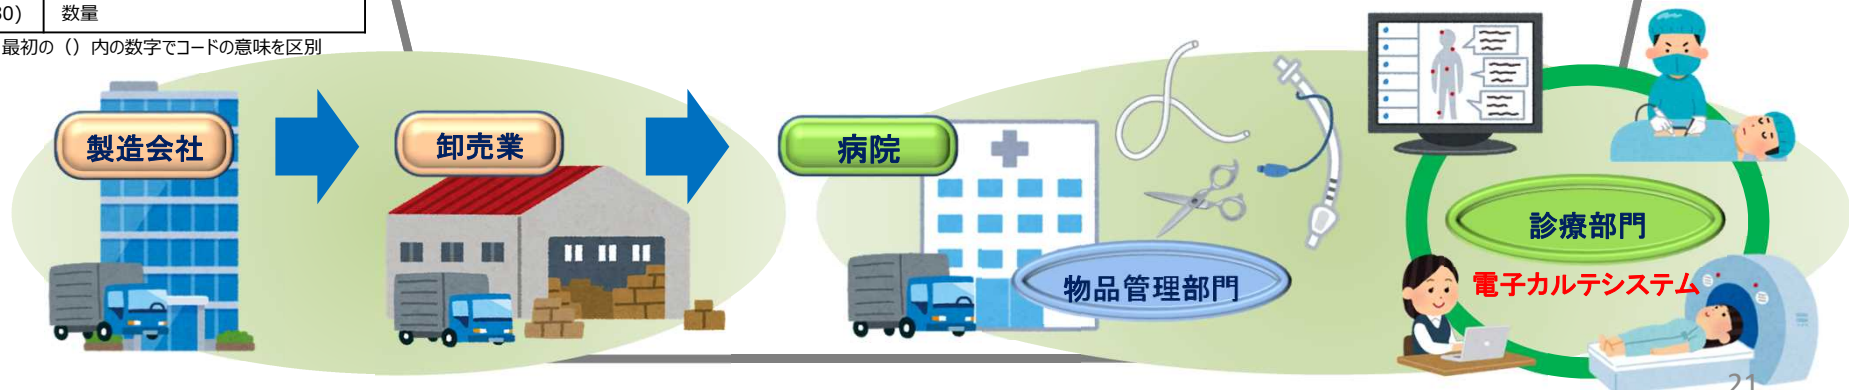 30) 数量
最初の（）内の数字でコードの意味を区別
製造会社
卸売業
病院
物品管理部門
診療部門
電子カルテシステム
21